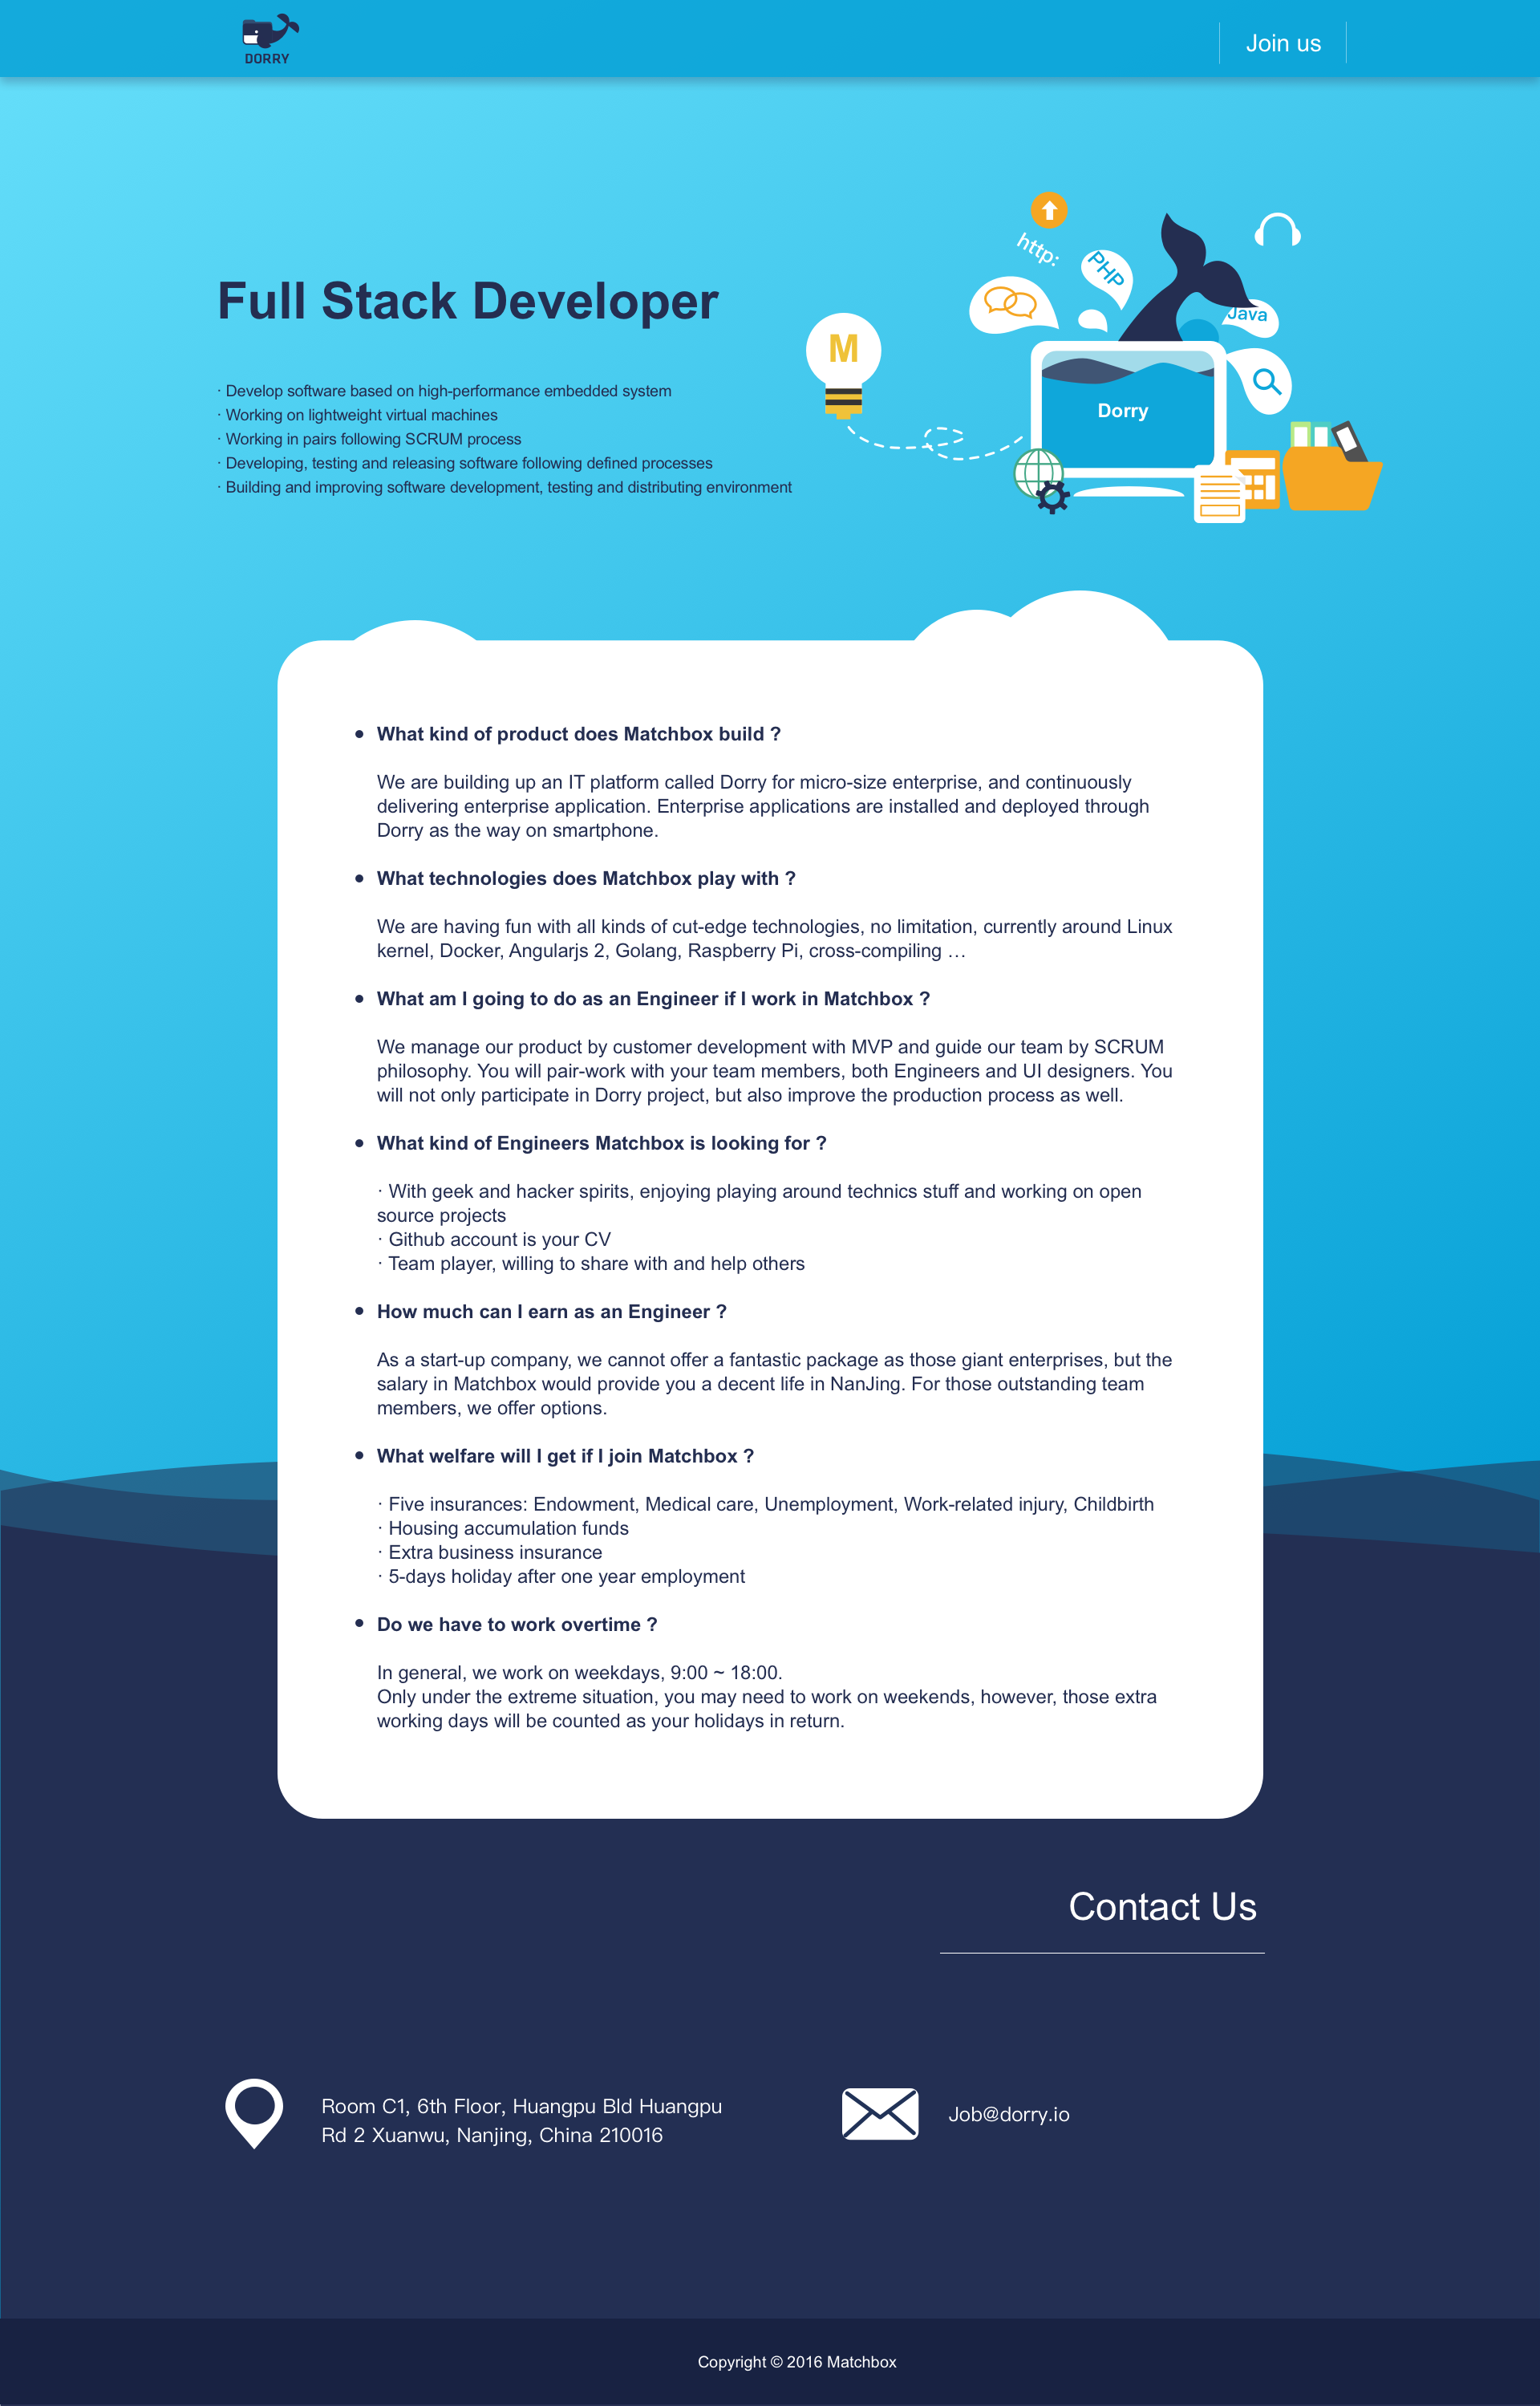 DORRY
Join us
http:
PHP
Full Stack Developer
Java
M
· Develop software based on high-performance embedded system
· Working on lightweight virtual machines
Dorry
· Working in pairs following SCRUM process
· Developing, testing and releasing software following defined processes
· Building and improving software development, testing and distributing environment
• What kind of product does Matchbox build ?
We are building up an IT platform called Dorry for micro-size enterprise, and continuously
delivering enterprise application. Enterprise applications are installed and deployed through
Dorry as the way on smartphone.
• What technologies does Matchbox play with ?
We are having fun with all kinds of cut-edge technologies, no limitation, currently around Linux
kernel, Docker, Angularjs 2, Golang, Raspberry Pi, cross-compiling …
• What am I going to do as an Engineer if I work in Matchbox ?
We manage our product by customer development with MVP and guide our team by SCRUM
philosophy. You will pair-work with your team members, both Engineers and UI designers. You
will not only participate in Dorry project, but also improve the production process as well.
• What kind of Engineers Matchbox is looking for ?
· With geek and hacker spirits, enjoying playing around technics stuff and working on open
source projects
· Github account is your CV
· Team player, willing to share with and help others
• How much can I earn as an Engineer ?
As a start-up company, we cannot offer a fantastic package as those giant enterprises, but the
salary in Matchbox would provide you a decent life in NanJing. For those outstanding team
members, we offer options.
• What welfare will I get if I join Matchbox ?
· Five insurances: Endowment, Medical care, Unemployment, Work-related injury, Childbirth
· Housing accumulation funds
· Extra business insurance
· 5-days holiday after one year employment
• Do we have to work overtime ?
In general, we work on weekdays, 9:00 ~ 18:00.
Only under the extreme situation, you may need to work on weekends, however, those extra
working days will be counted as your holidays in return.
Contact Us
Room C1, 6th Floor, Huangpu Bld Huangpu
Rd 2 Xuanwu, Nanjing, China 210016
Job@dorry.io
Copyright © 2016 Matchbox